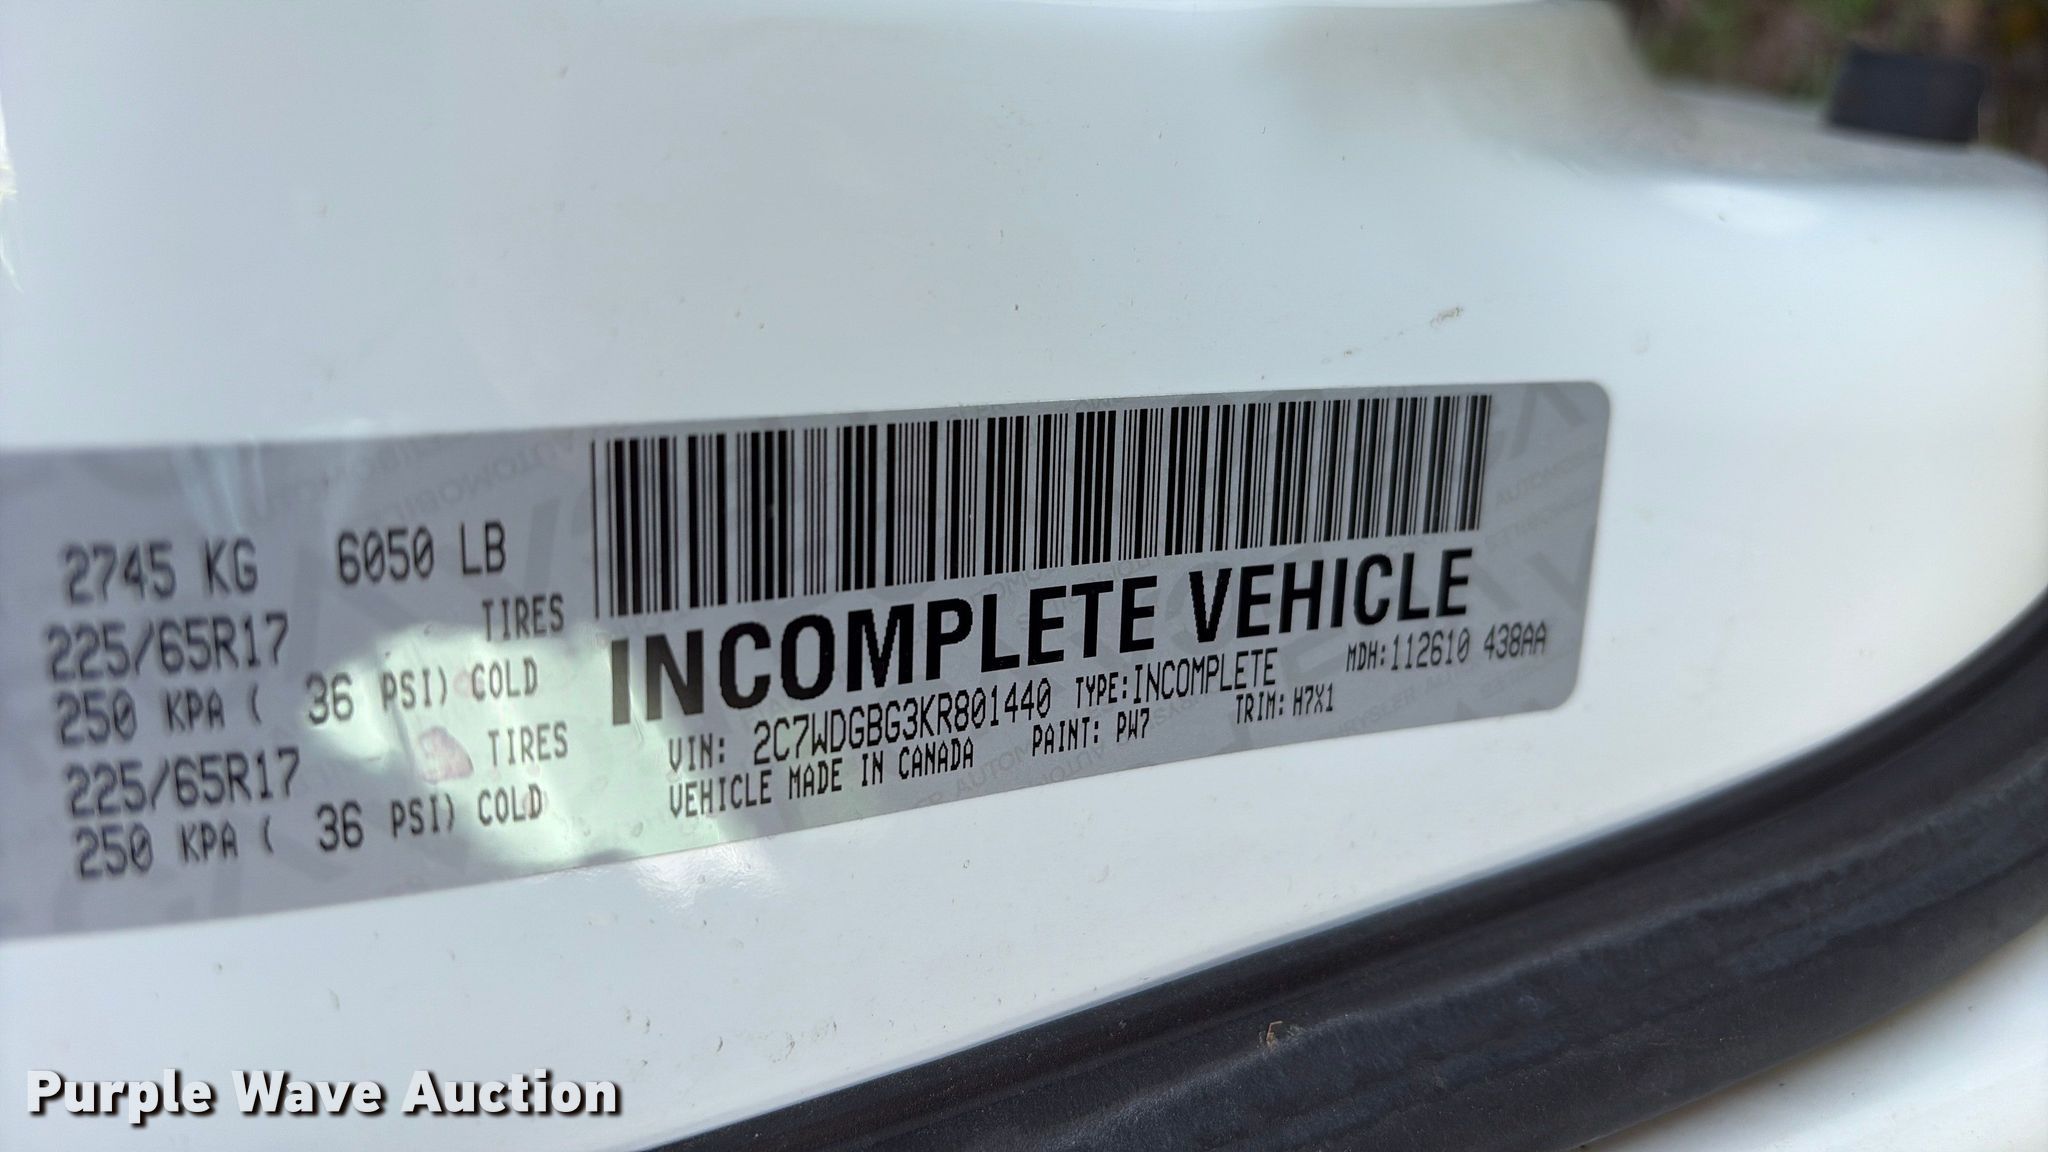 2745 KG 6050 LB
225/65R17 TIRES
250 KPA ( 36 PSI) COLD
225/65R17 TIRES
250 KPA ( 36 PSI) COLD
INCOMPLETE VEHICLE
MDH:112610 438AA
VIN: 2C7WDGBG3KR801440 TYPE:INCOMPLETE
VEHICLE MADE IN CANADA PAINT: PW7 TRIM: H7X1
Purple Wave Auction